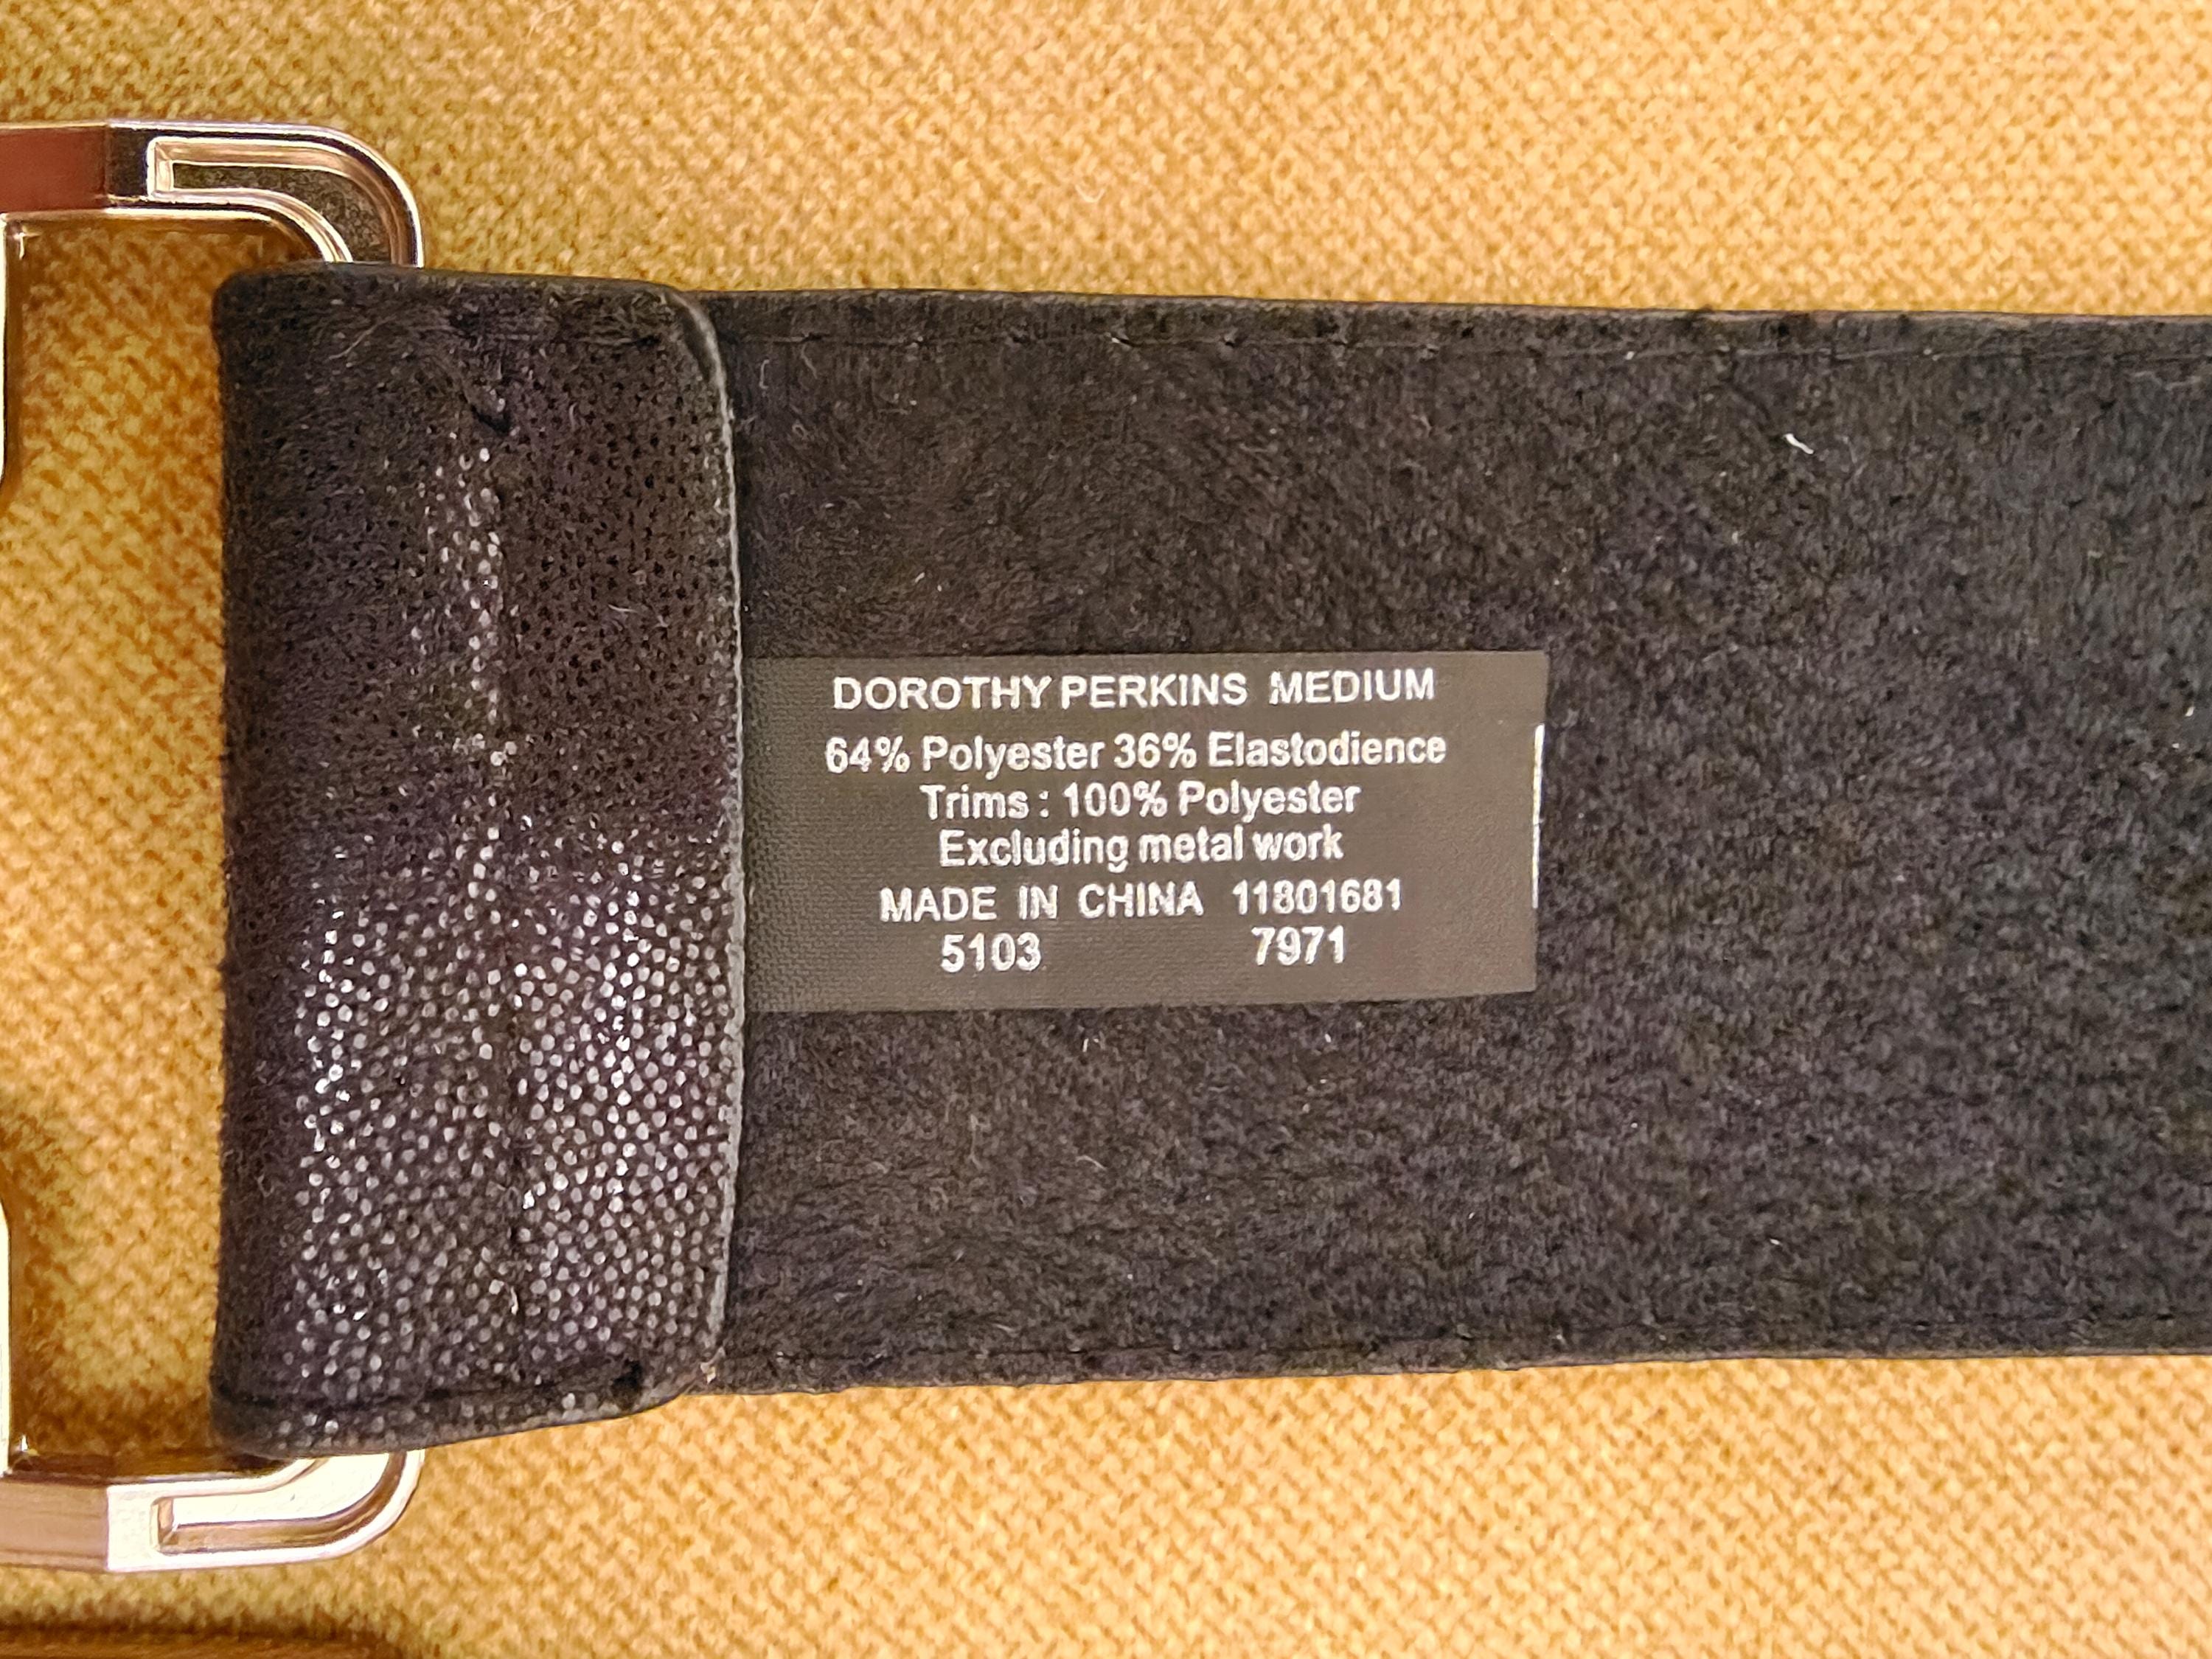 DOROTHY PERKINS MEDIUM
64% Polyester 36% Elastodience
Trims : 100% Polyester
Excluding metal work
MADE IN CHINA 11801681
5103 7971